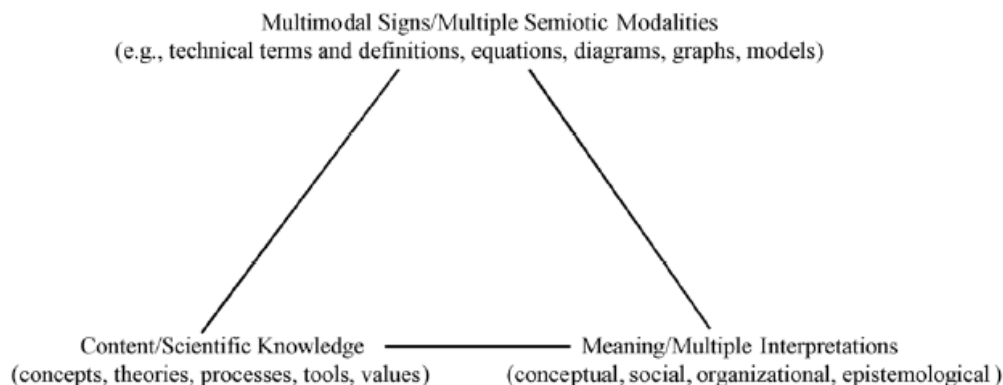 Multimodal Signs/Multiple Semiotic Modalities
(e.g., technical terms and definitions, equations, diagrams, graphs, models)
Content/Scientific Knowledge
(concepts, theories, processes, tools, values)
Meaning/Multiple Interpretations
(conceptual, social, organizational, epistemological)